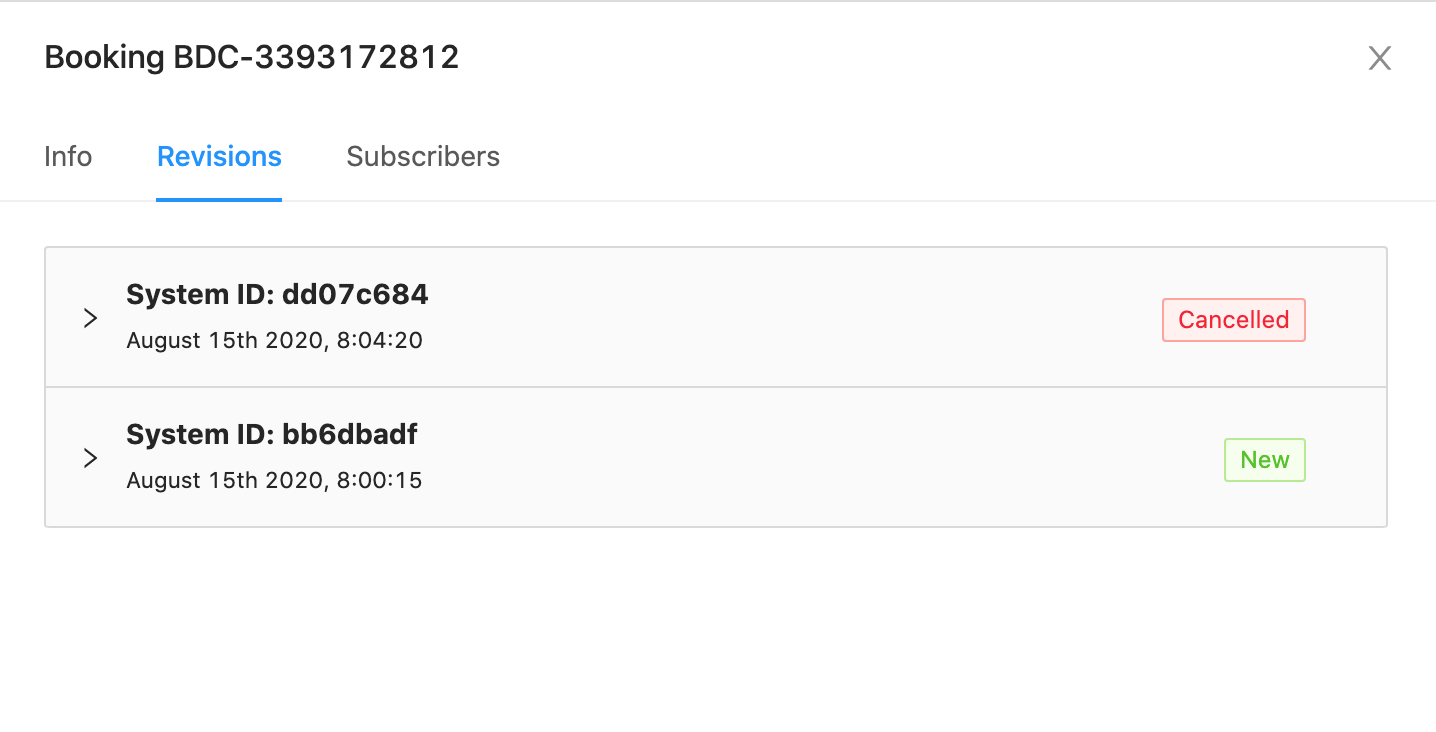 Booking BDC-3393172812
Info Revisions Subscribers
System ID: dd07c684
August 15th 2020, 8:04:20
Cancelled
System ID: bb6dbadf
August 15th 2020, 8:00:15
New